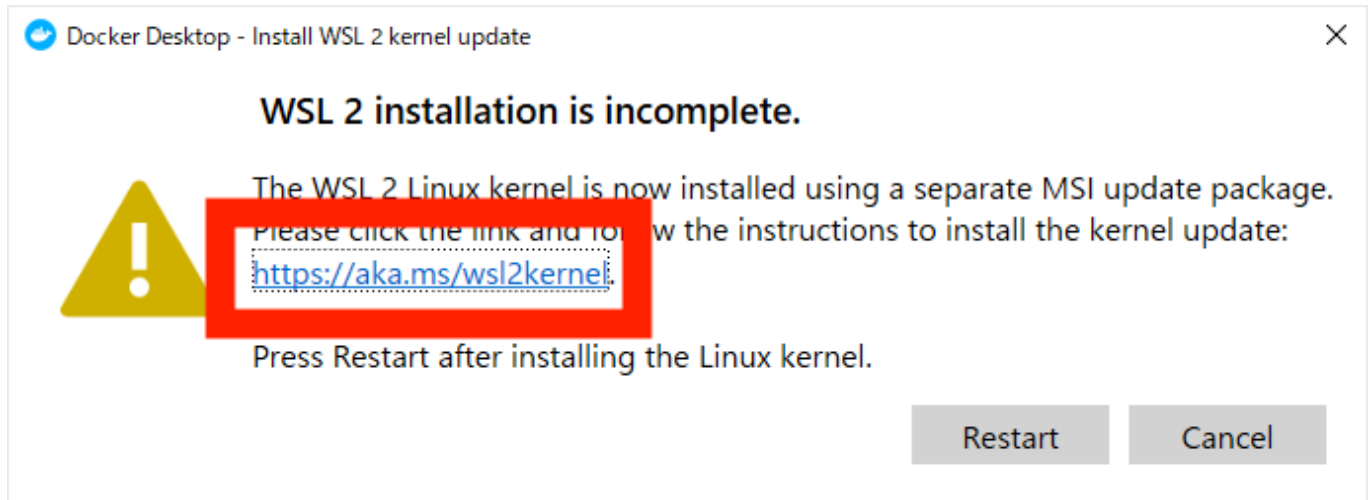 Docker Desktop - Install WSL 2 kernel update
WSL 2 installation is incomplete.
The WSL 2 Linux kernel is now installed using a separate MSI update package.
Please click the link and follow the instructions to install the kernel update:
https://aka.ms/wsl2kernel.
Press Restart after installing the Linux kernel.
Restart
Cancel